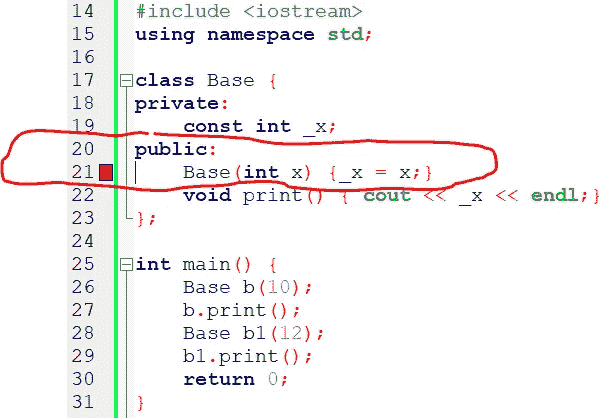 14 #include <iostream>
15 using namespace std;
16
17 class Base {
18 private:
19     const int _x;
20 public:
21     Base(int x) {_x = x;}
22     void print() { cout << _x << endl;}
23 };
24
25 int main() {
26     Base b(10);
27     b.print();
28     Base b1(12);
29     b1.print();
30     return 0;
31 }